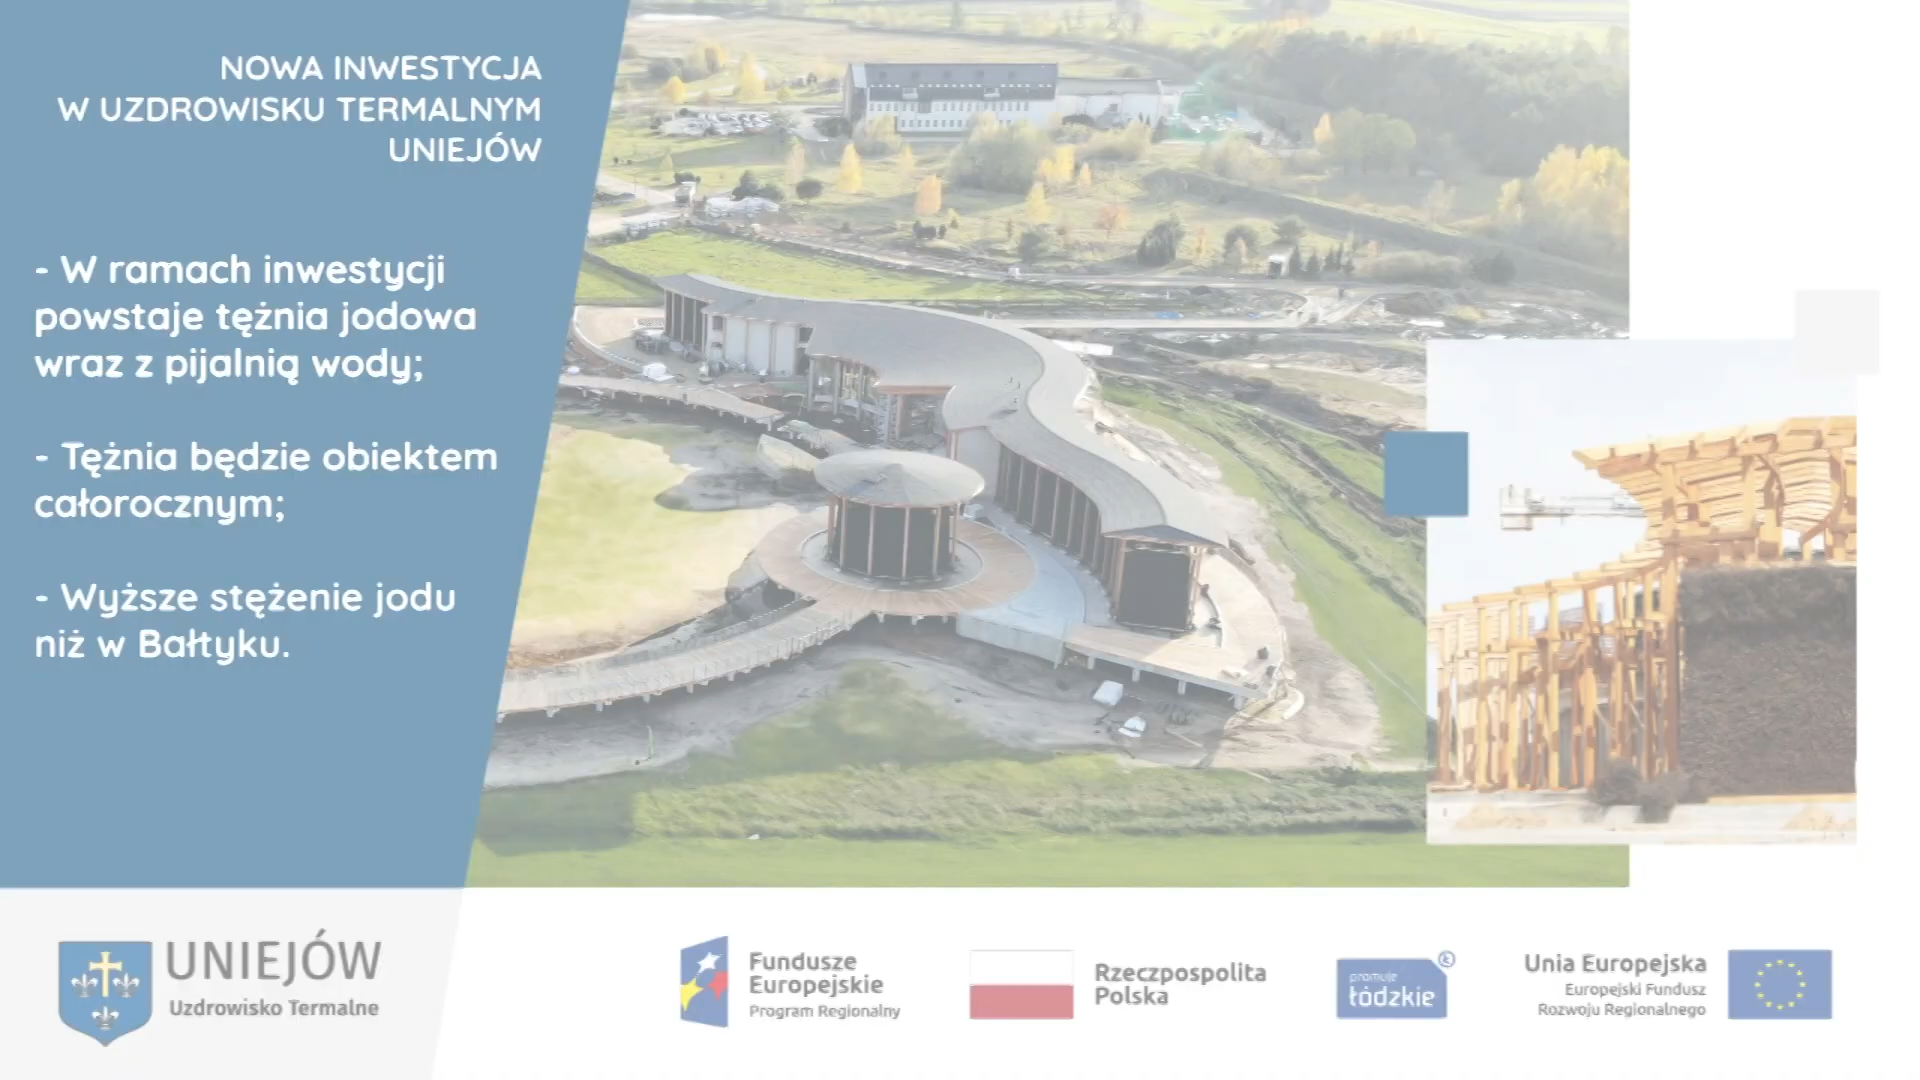 NOWA INWESTYCJA
W UZDROWISKU TERMALNYM
UNIEJÓW
- W ramach inwestycji
powstaje tężnia jodowa
wraz z pijalnią wody;
- Tężnia będzie obiektem
całorocznym;
- Wyższe stężenie jodu
niż w Bałtyku.
UNIEJÓW
Uzdrowisko Termalne
Fundusze
Europejskie
Program Regionalny
Rzeczpospolita
Polska
promuje
łódzkie
Unia Europejska
Europejski Fundusz
Rozwoju Regionalnego